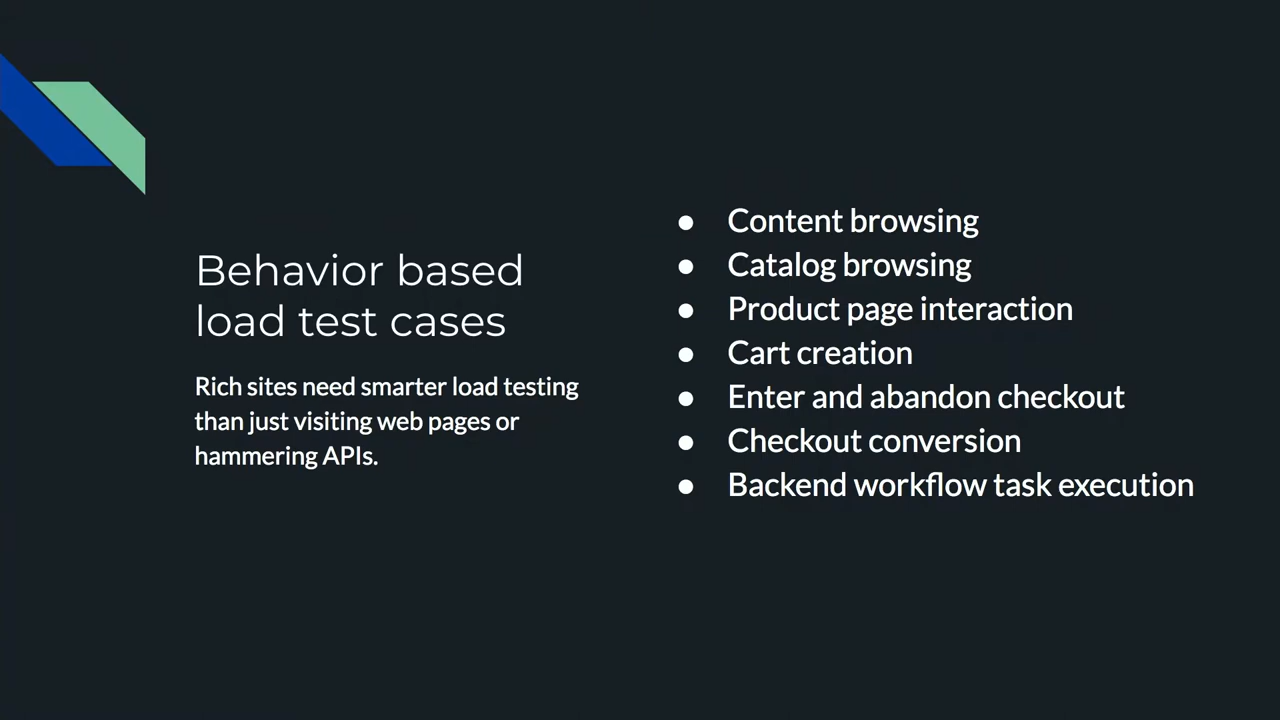 Behavior based
load test cases
Rich sites need smarter load testing
than just visiting web pages or
hammering APIs.
● Content browsing
● Catalog browsing
● Product page interaction
● Cart creation
● Enter and abandon checkout
● Checkout conversion
● Backend workflow task execution